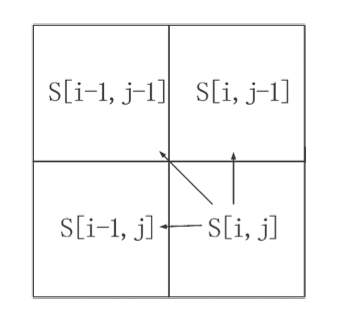 S[i-1, j-1] S[i, j-1]
S[i-1, j] S[i, j]